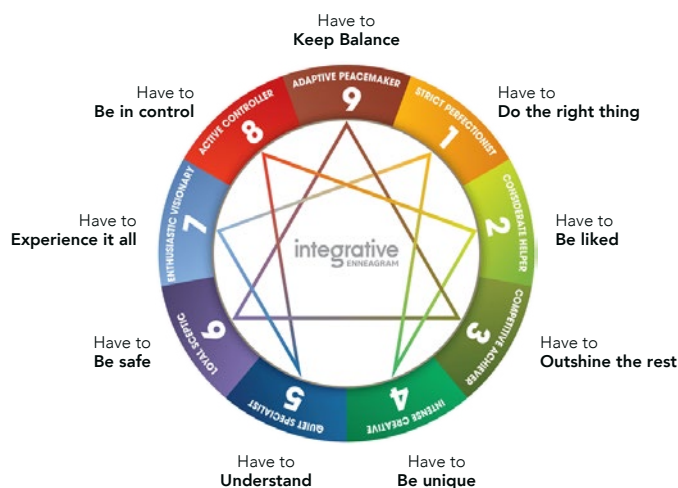 Have to
Keep Balance
Have to
Be in control
Have to
Do the right thing
Have to
Experience it all
Have to
Be liked
Have to
Be safe
Have to
Outshine the rest
Have to
Understand
Have to
Be unique
ADAPTIVE PEACEMAKER
9
STRICT PERFECTIONIST
1
CONSIDERATE HELPER
2
COMPETITIVE ACHIEVER
3
INTENSE CREATIVE
4
QUIET SPECIALIST
5
LOYAL SCEPTIC
6
ENTHUSIASTIC VISIONARY
7
ACTIVE CONTROLLER
8
integrative
ENNEAGRAM